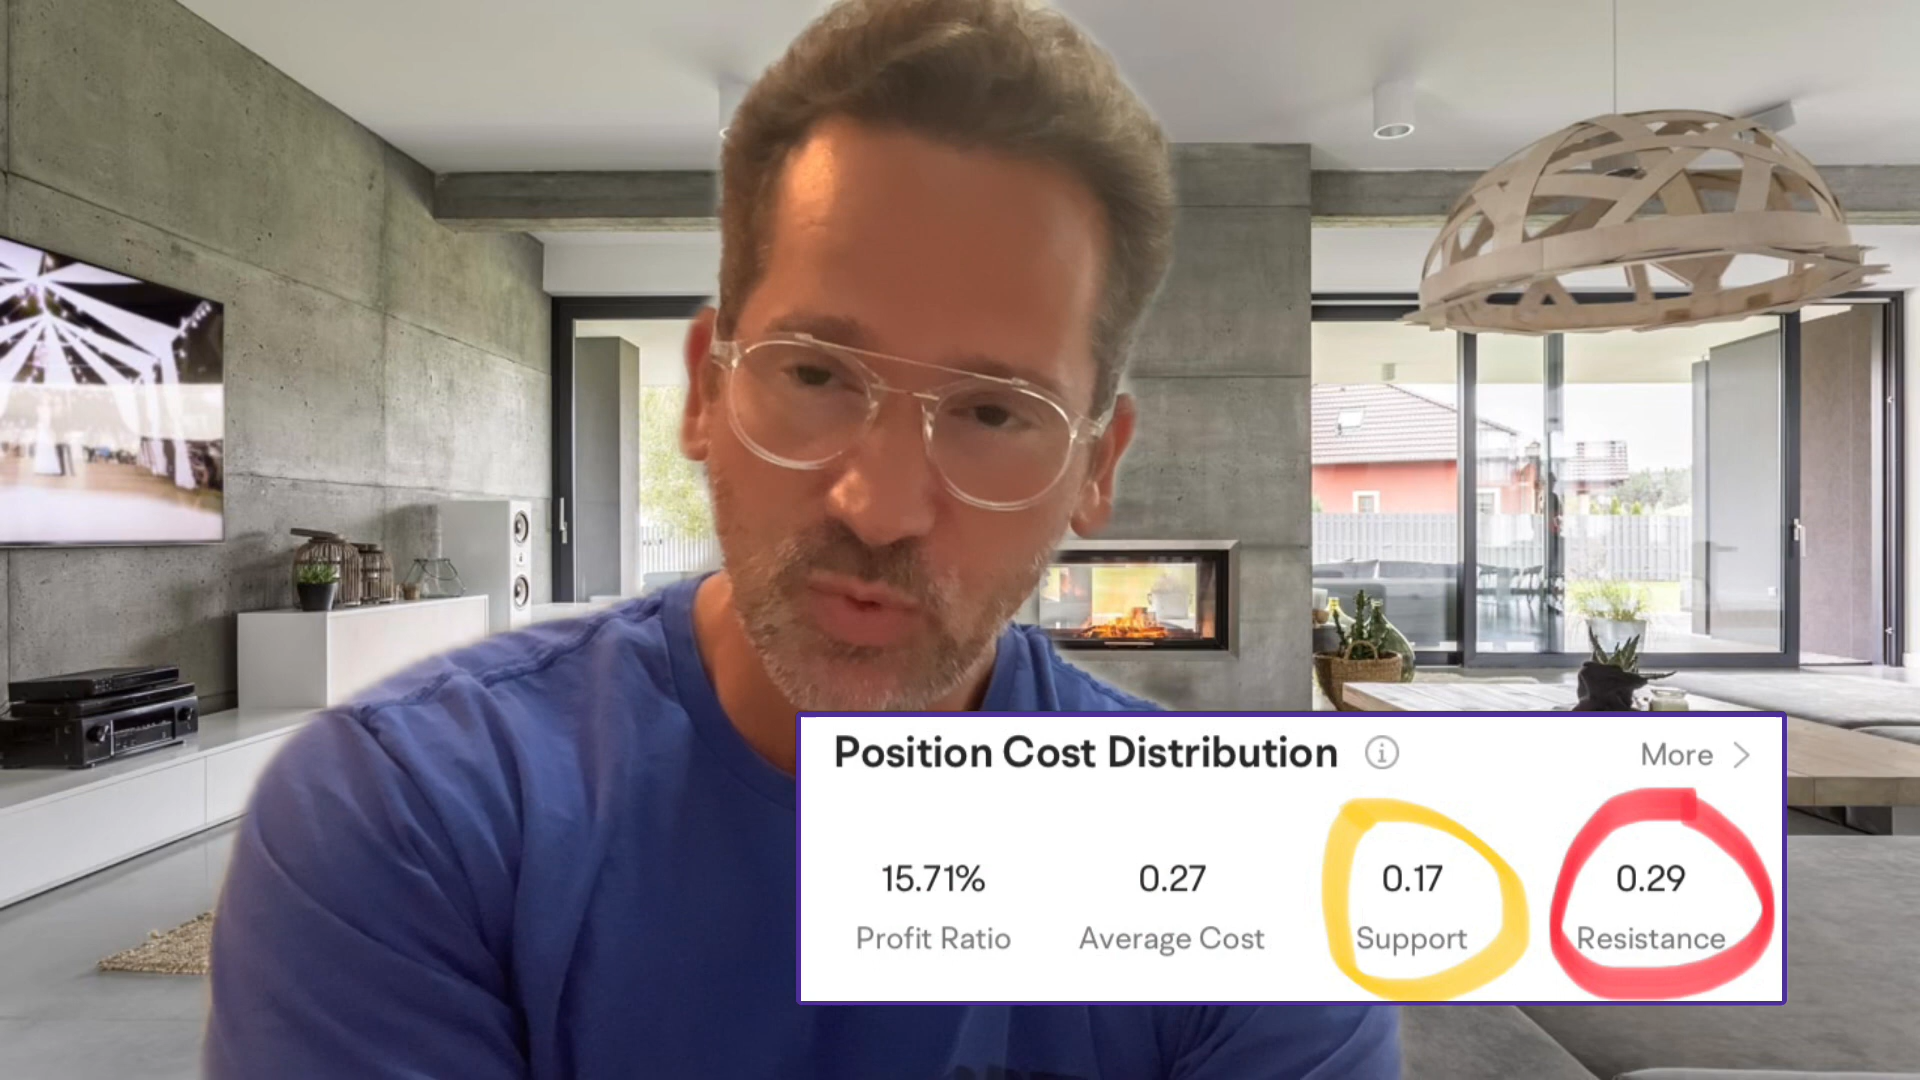 Position Cost Distribution
More
15.71% 0.27 0.17 0.29
Profit Ratio Average Cost Support Resistance